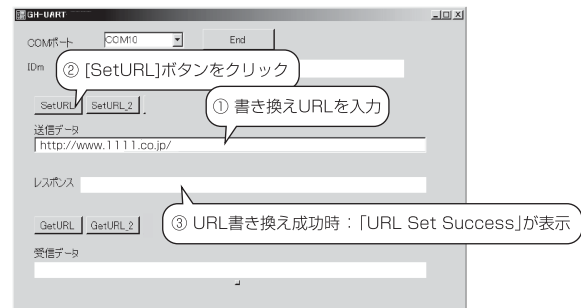 GH-UART
COMポート COM10 End
IDm
② [SetURL]ボタンをクリック
SetURL SetURL_2
① 書き換えURLを入力
送信データ
http://www.1111.co.jp/
レスポンス
③ URL書き換え成功時：「URL Set Success」が表示
GetURL GetURL_2
受信データ